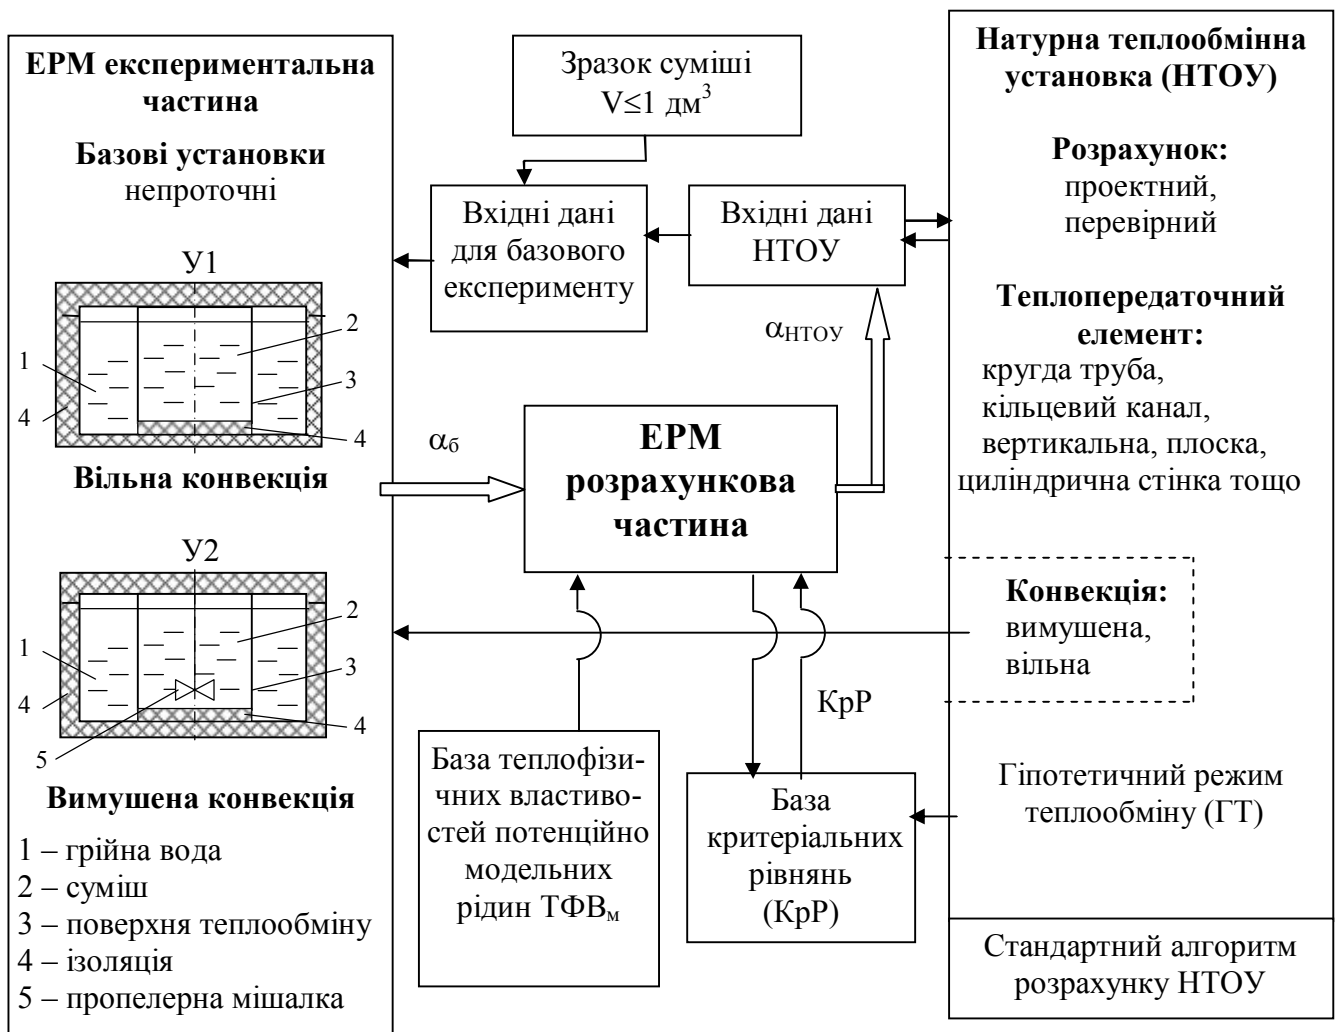 ЕРМ експериментальна
частина
Базові установки
непроточні
У1
1
4
2
3
4
Вільна конвекція
У2
1
4
5
2
3
4
Вимушена конвекція
1 – грійна вода
2 – суміш
3 – поверхня теплообміну
4 – ізоляція
5 – пропелерна мішалка
Зразок суміші
V≤1 дм³
Вхідні дані
для базового
експерименту
Вхідні дані
НТОУ
αНТОУ
αб
ЕРМ
розрахункова
частина
КрР
База теплофізи-
чних властиво-
стей потенційно
модельних
рідин ТФВм
База
критеріальних
рівнянь
(КрР)
Натурна теплообмінна
установка (НТОУ)
Розрахунок:
проектний,
перевірний
Теплопередаточний
елемент:
кругда труба,
кільцевий канал,
вертикальна, плоска,
циліндрична стінка тощо
Конвекція:
вимушена,
вільна
Гіпотетичний режим
теплообміну (ГТ)
Стандартний алгоритм
розрахунку НТОУ